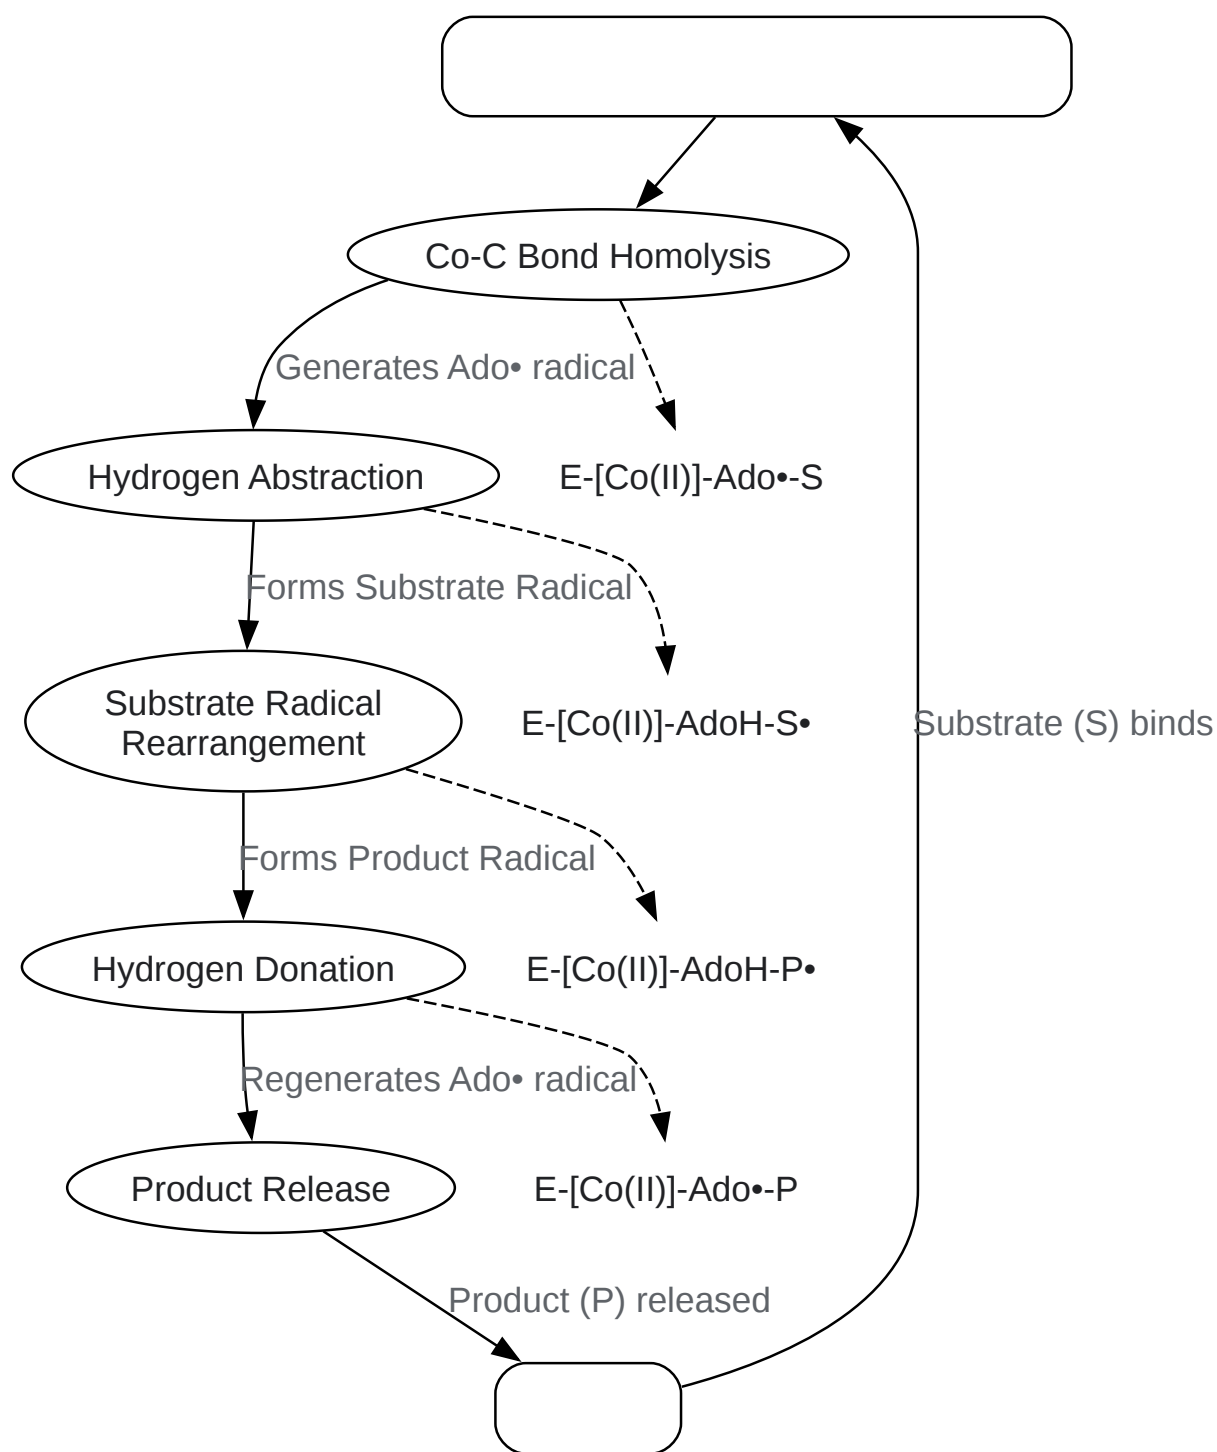 Co-C Bond Homolysis
Generates Ado• radical
Hydrogen Abstraction
E-[Co(II)]-Ado•-S
Forms Substrate Radical
Substrate Radical
Rearrangement
E-[Co(II)]-AdoH-S•
Substrate (S) binds
Forms Product Radical
Hydrogen Donation
E-[Co(II)]-AdoH-P•
Regenerates Ado• radical
Product Release
E-[Co(II)]-Ado•-P
Product (P) released